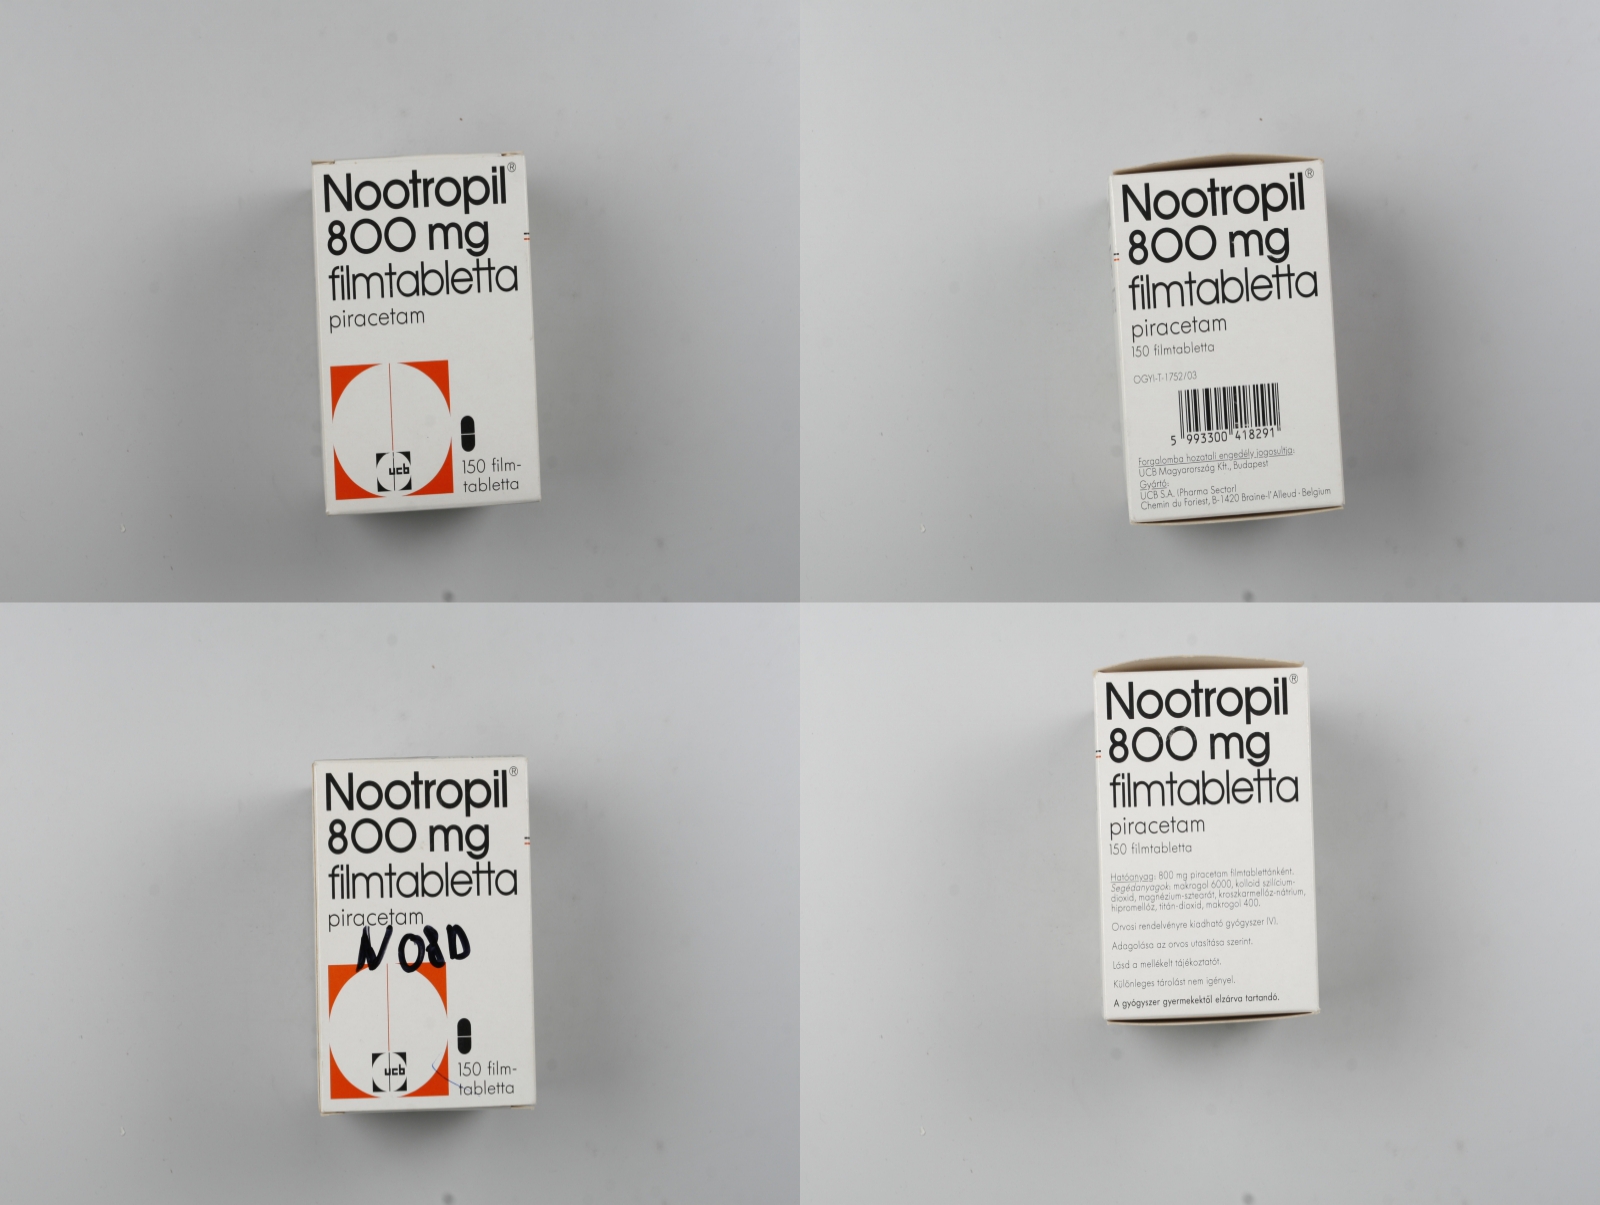 Nootropil®
800 mg
filmtabletta
piracetam
ucb
150 film-
tabletta
Nootropil®
800 mg
filmtabletta
piracetam
150 filmtabletta
OGYI-T-1752/03
5 993300 418291
Forgalomba hozatali engedély jogosultja:
UCB Magyarország Kft., Budapest
Gyártó:
UCB S.A. (Pharma Sector)
Chemin du Foriest, B-1420 Braine-l'Alleud - Belgium
Nootropil®
800 mg
filmtabletta
piracetam
NOBD
ucb
150 film-
tabletta
Nootropil®
800 mg
filmtabletta
piracetam
150 filmtabletta
Hatóanyag: 800 mg piracetam filmtablettánként.
Segédanyagok: makrogol 6000, kolloid szilícium-
dioxid, magnézium-sztearát, kroszkarmellóz-nátrium,
hipromellóz, titán-dioxid, makrogol 400.
Orvosi rendelvényre kiadható gyógyszer (V).
Adagolása az orvos utasítása szerint.
Lásd a mellékelt tájékoztatót.
Különleges tárolást nem igényel.
A gyógyszer gyermekektől elzárva tartandó.